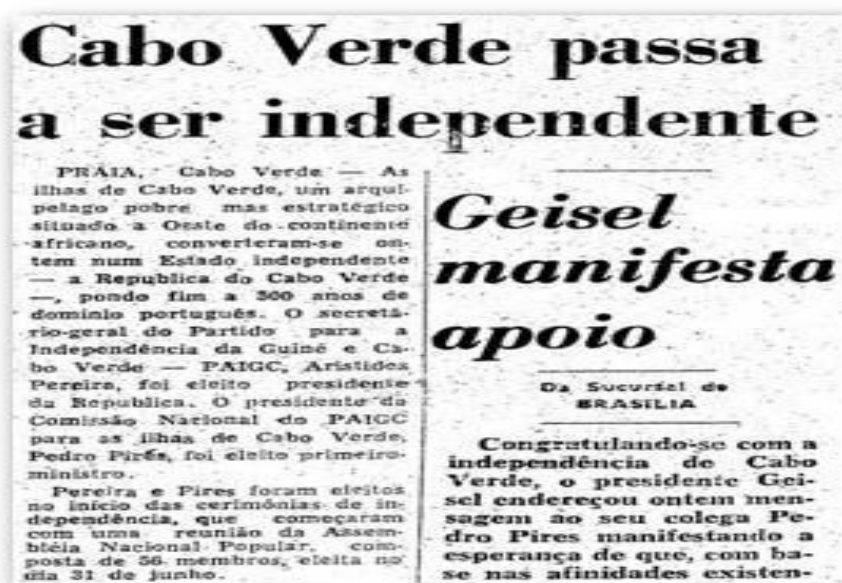 Cabo Verde passa
a ser independente
PRAIA, Cabo Verde — As
ilhas de Cabo Verde, um arqui-
pelago pobre mas estratégico
situado a Oeste do continente
africano, converteram-se on-
tem num Estado independente
— a Republica do Cabo Verde
—, pondo fim a 500 anos de
dominio português. O secretá-
rio-geral do Partido para a
Independência da Guiné e Ca-
bo Verde — PAIGC, Aristides
Pereira, foi eleito presidente
da Republica. O presidente da
Comissão Nacional do PAIGC
para as ilhas de Cabo Verde,
Pedro Pires, foi eleito primeiro-
ministro.
Pereira e Pires foram eleitos
no início das cerimônias de in-
dependência, que começaram
com uma reunião da Assem-
bléia Nacional Popular, com-
posta de 56 membros, eleita no
dia 31 de junho.
Geisel
manifesta
apoio
Da Sucursal de
BRASILIA
Congratulando-se com a
independência de Cabo
Verde, o presidente Gei-
sel endereçou ontem men-
sagem ao seu colega Pe-
dro Pires manifestando a
esperança de que, com ba-
se nas afinidades existen-